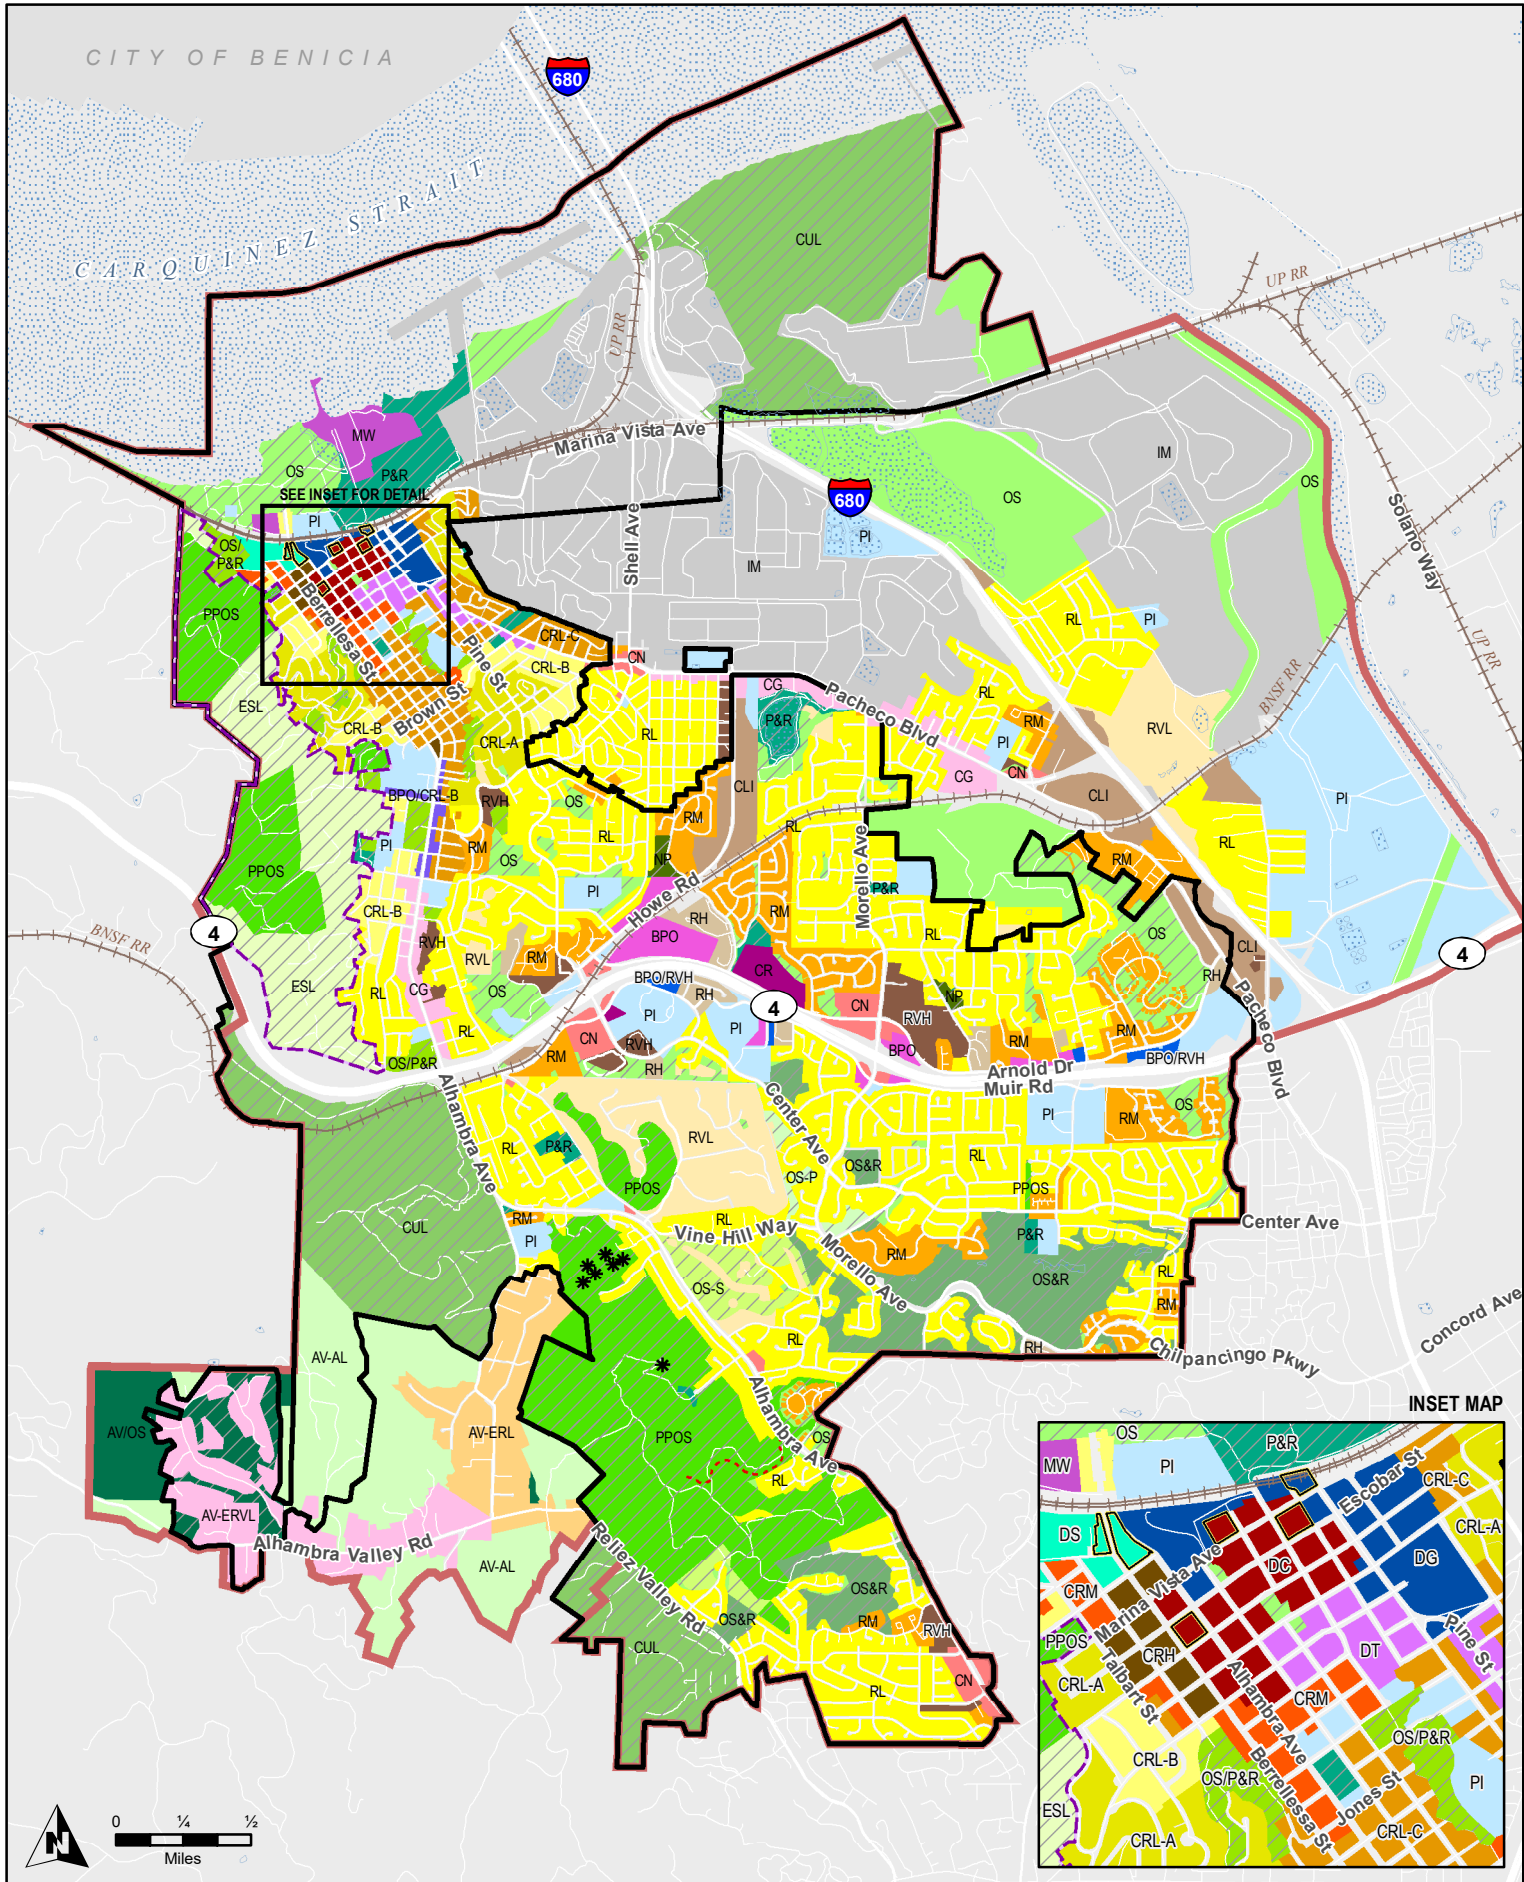 CITY OF BENICIA
680
CARQUINEZ STRAIT
CUL
UP RR
UP RR
MW
Marina Vista Ave
OS
P&R
SEE INSET FOR DETAIL
PI
IM
OS
OS
680
PI
Solano Way
OS/
P&R
Shell Ave
IM
PPOS
Berrellesa St
RL
PI
UP RR
CRL-C
Pine St
CRL-B
CN
BNSF RR
ESL
CG
Pacheco Blvd
RL
P&R
RM
Brown St
CRL-B
CRL-A
RL
PI
RVL
CG
CN
CLI
CLI
PI
BPO/CRL-B
RVH
OS
RM
RL
RL
Morello Ave
RL
PI
RM
OS
NP
RM
PPOS
PI
P&R
Howe Rd
4
BNSF RR
CRL-B
RH
RM
RL
OS
BPO
RVH
RVL
RM
CLI
4
CR
BPO/RVH
RH
ESL
RL
CG
OS
RH
NP
CN
Pacheco Blvd
4
PI
PI
RVH
RL
CN
RVH
RM
RM
BPO
BPO/RVH
OS/P&R
RM
RH
Arnold Dr
Muir Rd
Alhambra Ave
Center Ave
PI
RM
OS
RVL
RL
P&R
OS&R
RL
OS-P
PPOS
PPOS
RM
RL
Vine Hill Way
Center Ave
CUL
PI
P&R
Morello Ave
RM
RL
OS&R
OS-S
RM
Concord Ave
RL
RH
Chilpancingo Pkwy
AV-AL
Alhambra Ave
INSET MAP
AV/OS
AV-ERL
PPOS
OS
RL
AV-ERVL
Alhambra Valley Rd
AV-AL
Reliez Valley Rd
OS&R
OS&R
RM
RVH
CUL
CN
RL
OS
P&R
MW
PI
Escobar St
CRL-C
DS
CRL-A
Marina Vista Ave
DC
DG
CRM
PPOS
Pine St
CRH
DT
CRL-A
Talbart St
Alhambra Ave
CRM
OS/P&R
CRL-B
OS/P&R
Berrellessa St
PI
Jones St
ESL
CRL-A
CRL-C
N
0 ¼ ½
Miles